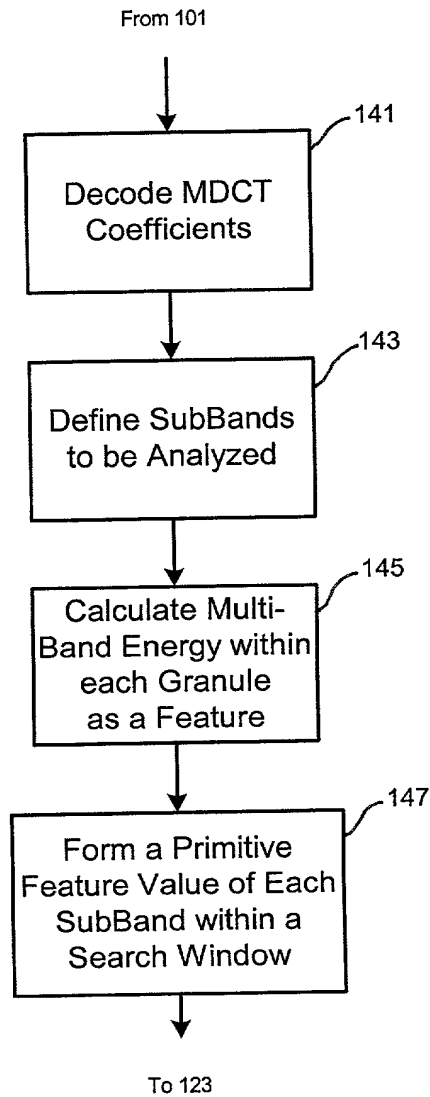 From 101
141
Decode MDCT
Coefficients
143
Define SubBands
to be Analyzed
145
Calculate Multi-
Band Energy within
each Granule
as a Feature
147
Form a Primitive
Feature Value of Each
SubBand within a
Search Window
To 123